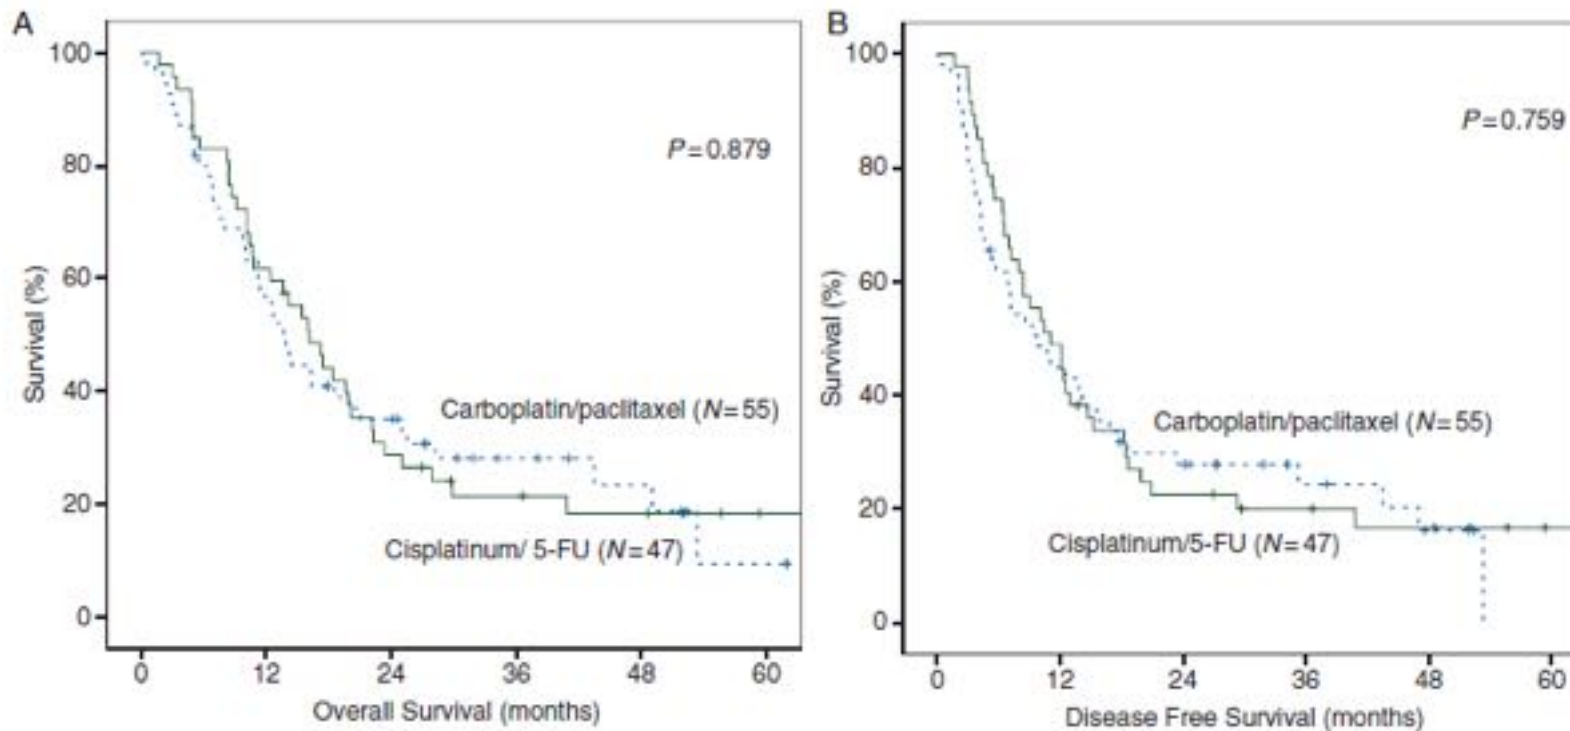 A
100
80
60
40
20
0
Survival (%)
P=0.879
Carboplatin/paclitaxel (N=55)
Cisplatinum/ 5-FU (N=47)
0 12 24 36 48 60
Overall Survival (months)
B
100
80
60
40
20
0
Survival (%)
P=0.759
Carboplatin/paclitaxel (N=55)
Cisplatinum/5-FU (N=47)
0 12 24 36 48 60
Disease Free Survival (months)